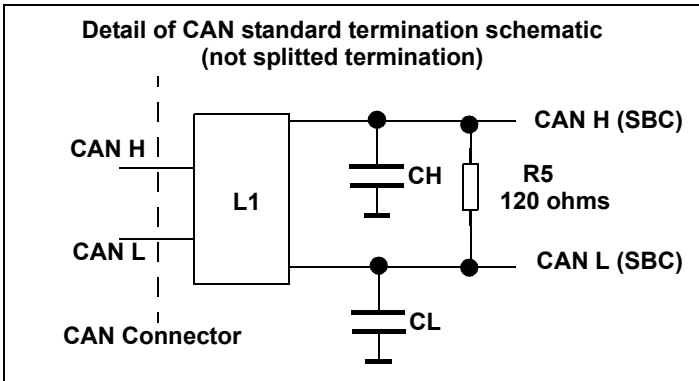 Detail of CAN standard termination schematic
(not splitted termination)
CAN H
CAN L
CAN Connector
L1
CH
CL
R5
120 ohms
CAN H (SBC)
CAN L (SBC)